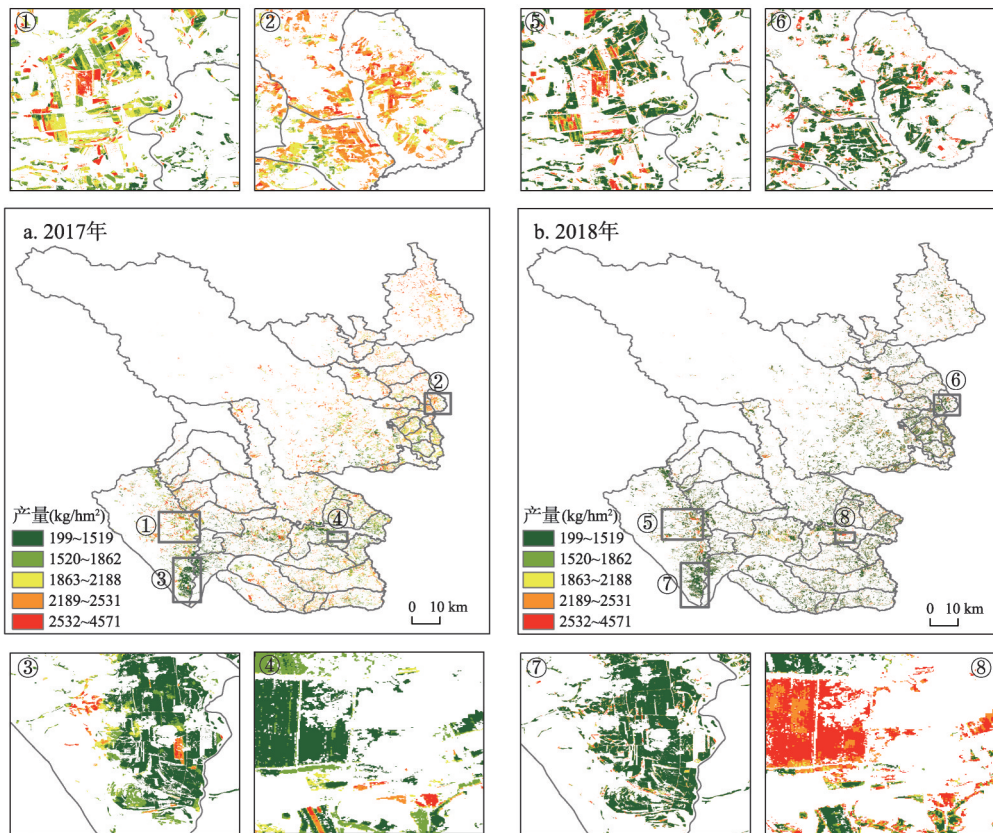 ① ② ⑤ ⑥
a. 2017年
②
①
④
③
产量(kg/hm²)
199~1519
1520~1862
1863~2188
2189~2531
2532~4571
0 10 km
b. 2018年
⑥
⑤
⑧
⑦
产量(kg/hm²)
199~1519
1520~1862
1863~2188
2189~2531
2532~4571
0 10 km
③ ④ ⑦ ⑧